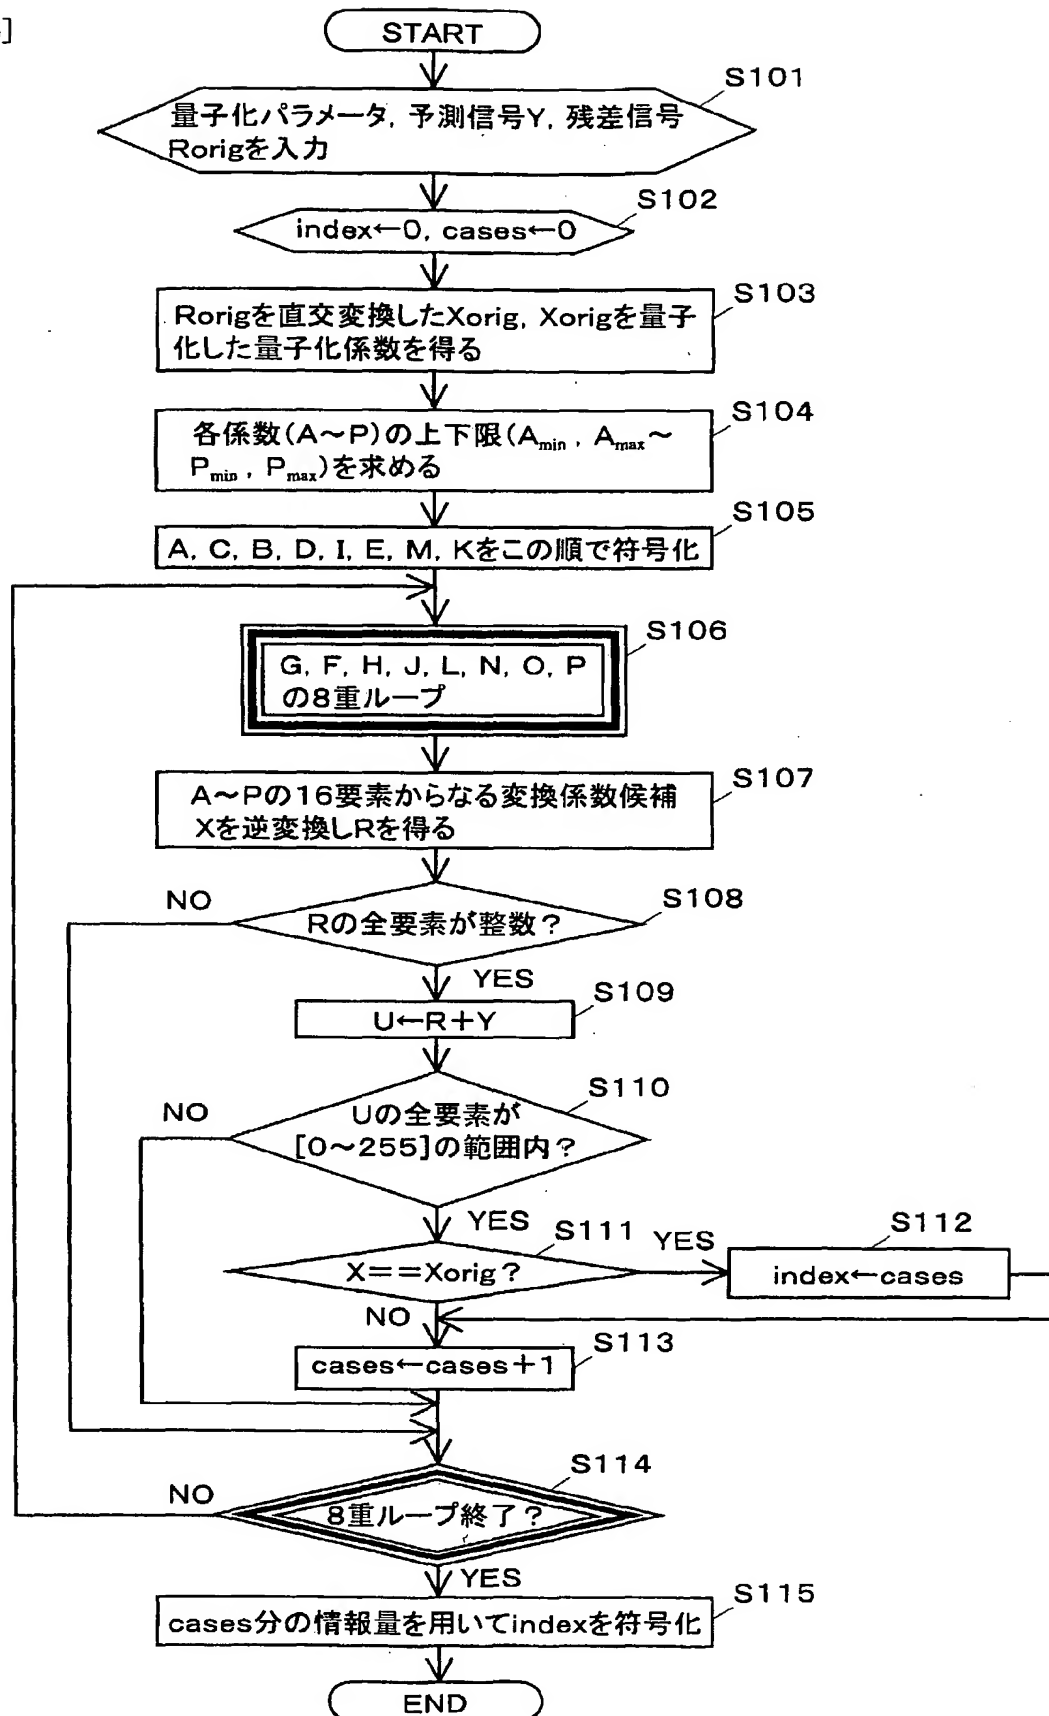 ]
START
S101
量子化パラメータ, 予測信号Y, 残差信号
Rorigを入力
S102
index←0, cases←0
S103
Rorigを直交変換したXorig, Xorigを量子
化した量子化係数を得る
S104
各係数(A～P)の上下限(Amin , Amax～
Pmin , Pmax)を求める
S105
A, C, B, D, I, E, M, Kをこの順で符号化
S106
G, F, H, J, L, N, O, P
の8重ループ
S107
A～Pの16要素からなる変換係数候補
Xを逆変換しRを得る
S108
NO
Rの全要素が整数?
YES
S109
U←R+Y
S110
NO
Uの全要素が
[0～255]の範囲内?
YES
S111
YES
S112
X==Xorig?
index←cases
NO
S113
cases←cases+1
S114
NO
8重ループ終了?
YES
S115
cases分の情報量を用いてindexを符号化
END